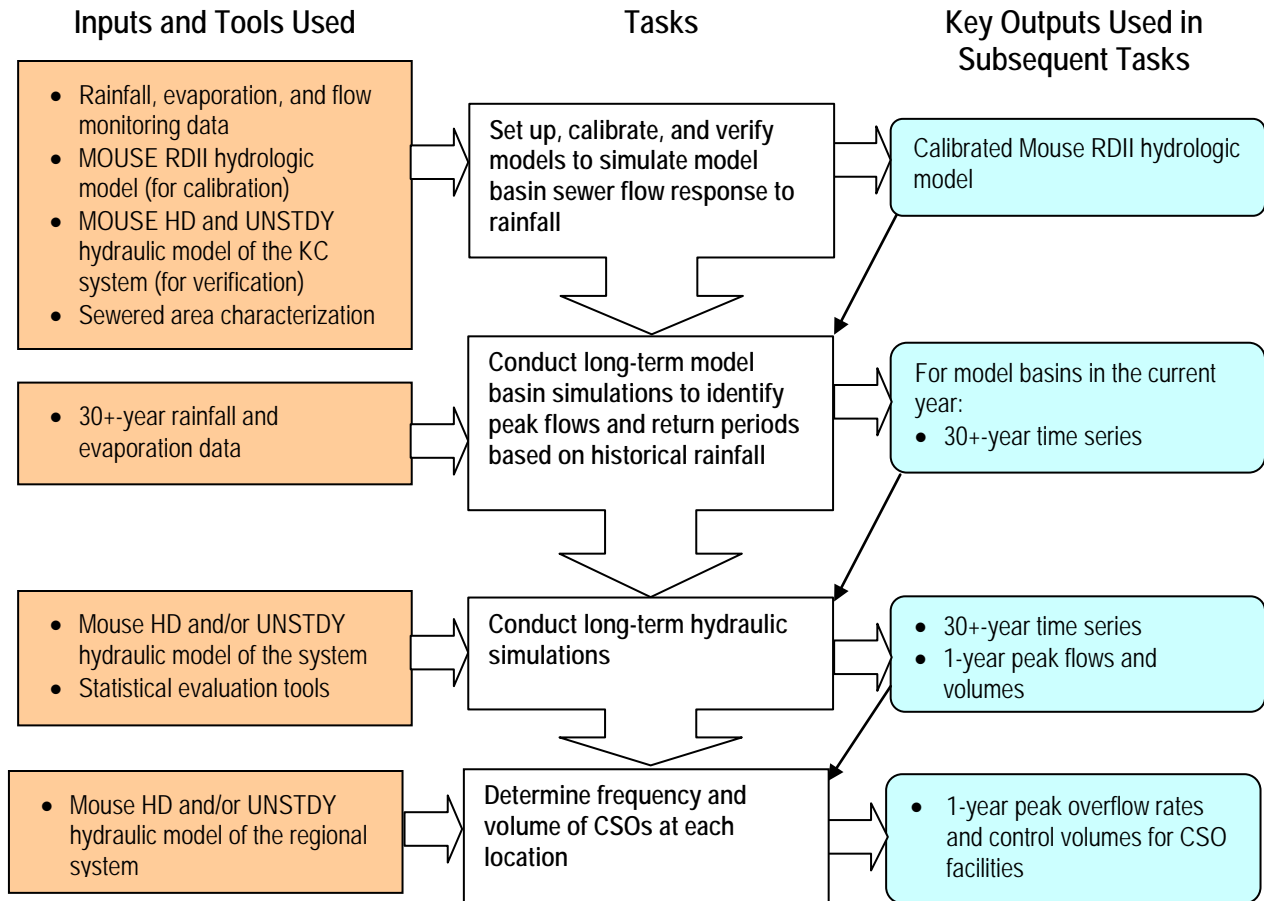 Inputs and Tools Used
Tasks
Key Outputs Used in
Subsequent Tasks
• Rainfall, evaporation, and flow
monitoring data
• MOUSE RDII hydrologic
model (for calibration)
• MOUSE HD and UNSTDY
hydraulic model of the KC
system (for verification)
• Sewered area characterization
Set up, calibrate, and verify
models to simulate model
basin sewer flow response to
rainfall
Calibrated Mouse RDII hydrologic
model
• 30+-year rainfall and
evaporation data
Conduct long-term model
basin simulations to identify
peak flows and return periods
based on historical rainfall
For model basins in the current
year:
• 30+-year time series
• Mouse HD and/or UNSTDY
hydraulic model of the system
• Statistical evaluation tools
Conduct long-term hydraulic
simulations
• 30+-year time series
• 1-year peak flows and
volumes
• Mouse HD and/or UNSTDY
hydraulic model of the regional
system
Determine frequency and
volume of CSOs at each
location
• 1-year peak overflow rates
and control volumes for CSO
facilities